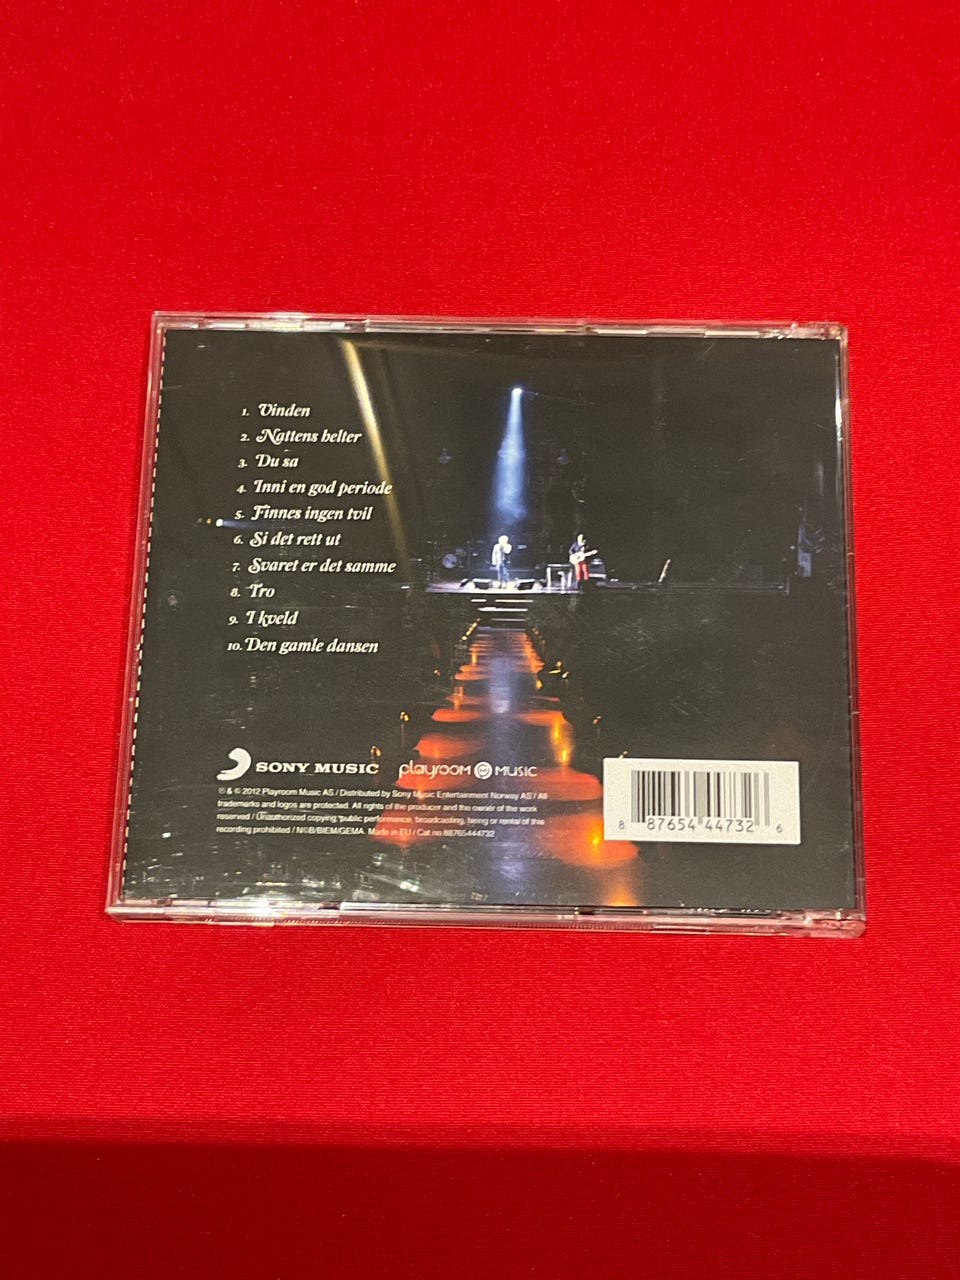 1. Vinden
2. Nattens helter
3. Du sa
4. Inni en god periode
5. Finnes ingen tvil
6. Si det rett ut
7. Svaret er det samme
8. Tro
9. I kveld
10. Den gamle dansen
SONY MUSIC playroom MUSIC
℗ & © 2012 Playroom Music AS / Distributed by Sony Music Entertainment Norway AS / All
trademarks and logos are protected. All rights of the producer and the owner of the work
reserved / Unauthorized copying, public performance, broadcasting, hiring or rental of this
recording prohibited / N©B/BIEM/GEMA. Made in EU / Cat no 88765444732
8 87654 44732 6